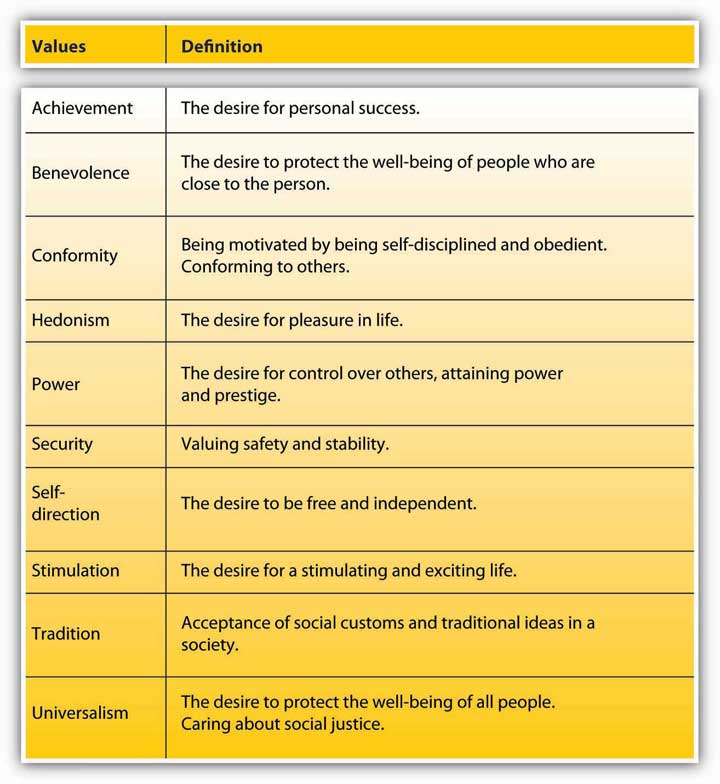 Values Definition
Achievement The desire for personal success.
Benevolence The desire to protect the well-being of people who are
close to the person.
Conformity Being motivated by being self-disciplined and obedient.
Conforming to others.
Hedonism The desire for pleasure in life.
Power The desire for control over others, attaining power
and prestige.
Security Valuing safety and stability.
Self-
direction The desire to be free and independent.
Stimulation The desire for a stimulating and exciting life.
Tradition Acceptance of social customs and traditional ideas in a
society.
Universalism The desire to protect the well-being of all people.
Caring about social justice.